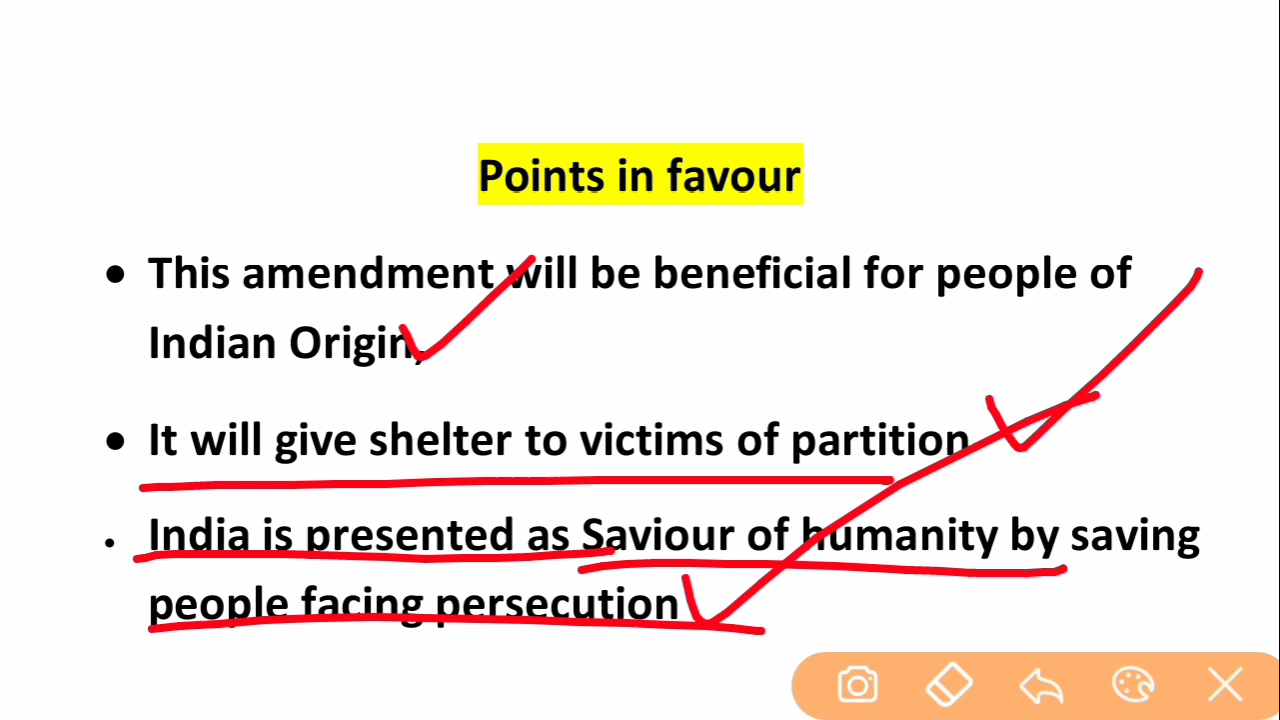 Points in favour
• This amendment will be beneficial for people of
Indian Origin,
• It will give shelter to victims of partition
• India is presented as Saviour of humanity by saving
people facing persecution